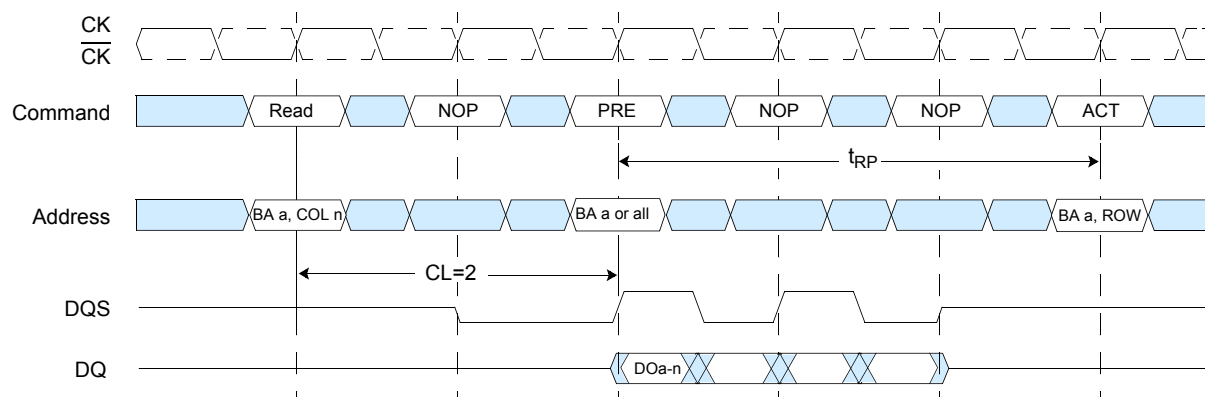 CK
CK
Command Read NOP PRE NOP NOP ACT
tRP
Address BA a, COL n BA a or all BA a, ROW
CL=2
DQS
DQ DOa-n